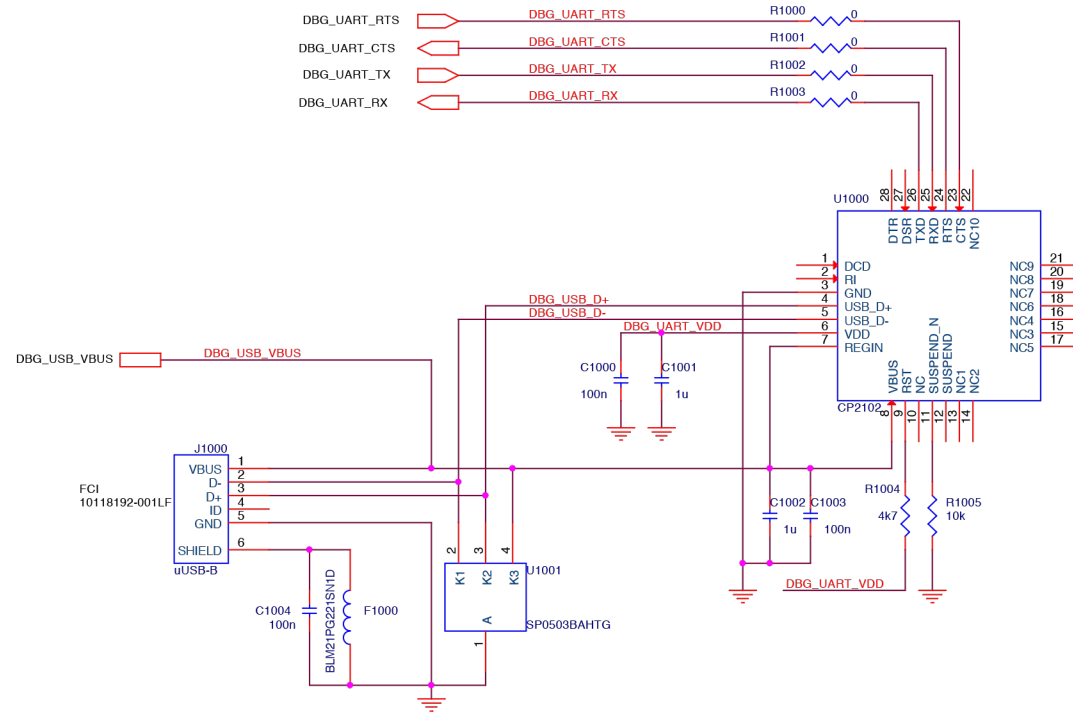 DBG_UART_RTS DBG_UART_RTS R1000 0
DBG_UART_CTS DBG_UART_CTS R1001 0
DBG_UART_TX DBG_UART_TX R1002 0
DBG_UART_RX DBG_UART_RX R1003 0
U1000
28 27 26 25 24 23 22
DTR DSR TXD RXD RTS CTS NC10
1 DCD
2 RI
3 GND
DBG_USB_D+ 4 USB_D+
DBG_USB_D- 5 USB_D-
DBG_UART_VDD 6 VDD
7 REGIN
NC9 21
NC8 20
NC7 19
NC6 18
NC4 16
NC3 15
NC5 17
VBUS RST NC SUSPEND_N SUSPEND NC1 NC2
CP2102
8 9 10 11 12 13 14
DBG_USB_VBUS DBG_USB_VBUS
C1000 C1001
100n 1u
J1000
VBUS 1
D- 2
D+ 3
ID 4
GND 5
SHIELD 6
uUSB-B
FCI
10118192-001LF
C1002 C1003
1u 100n
R1004
4k7
R1005
10k
DBG_UART_VDD
2 3 4
K1 K2 K3
U1001
A
1
SP0503BAHTG
C1004
100n
BLM21PG221SN1D
F1000